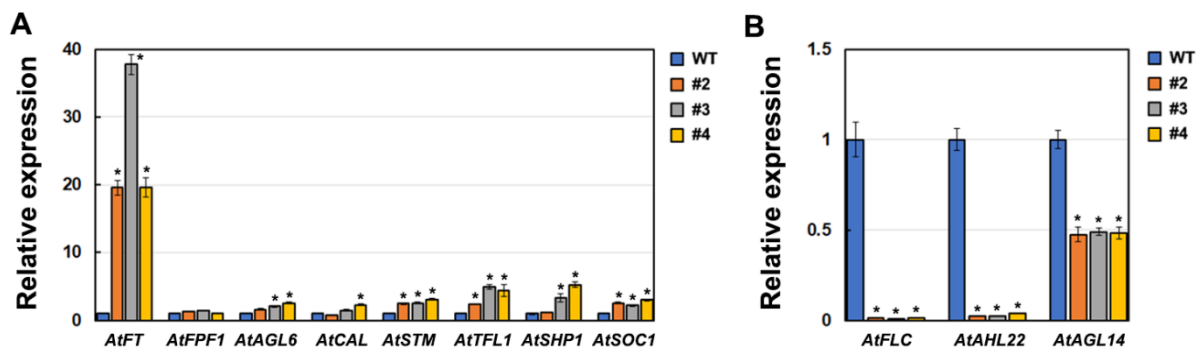 A
Relative expression
40
30
20
10
0
* * * * * * * * * * * * * * * * *
AtFT AtFPF1 AtAGL6 AtCAL AtSTM AtTFL1 AtSHP1 AtSOC1
WT
#2
#3
#4
B
Relative expression
1.5
1
0.5
0
* * * * * * * * *
AtFLC AtAHL22 AtAGL14
WT
#2
#3
#4